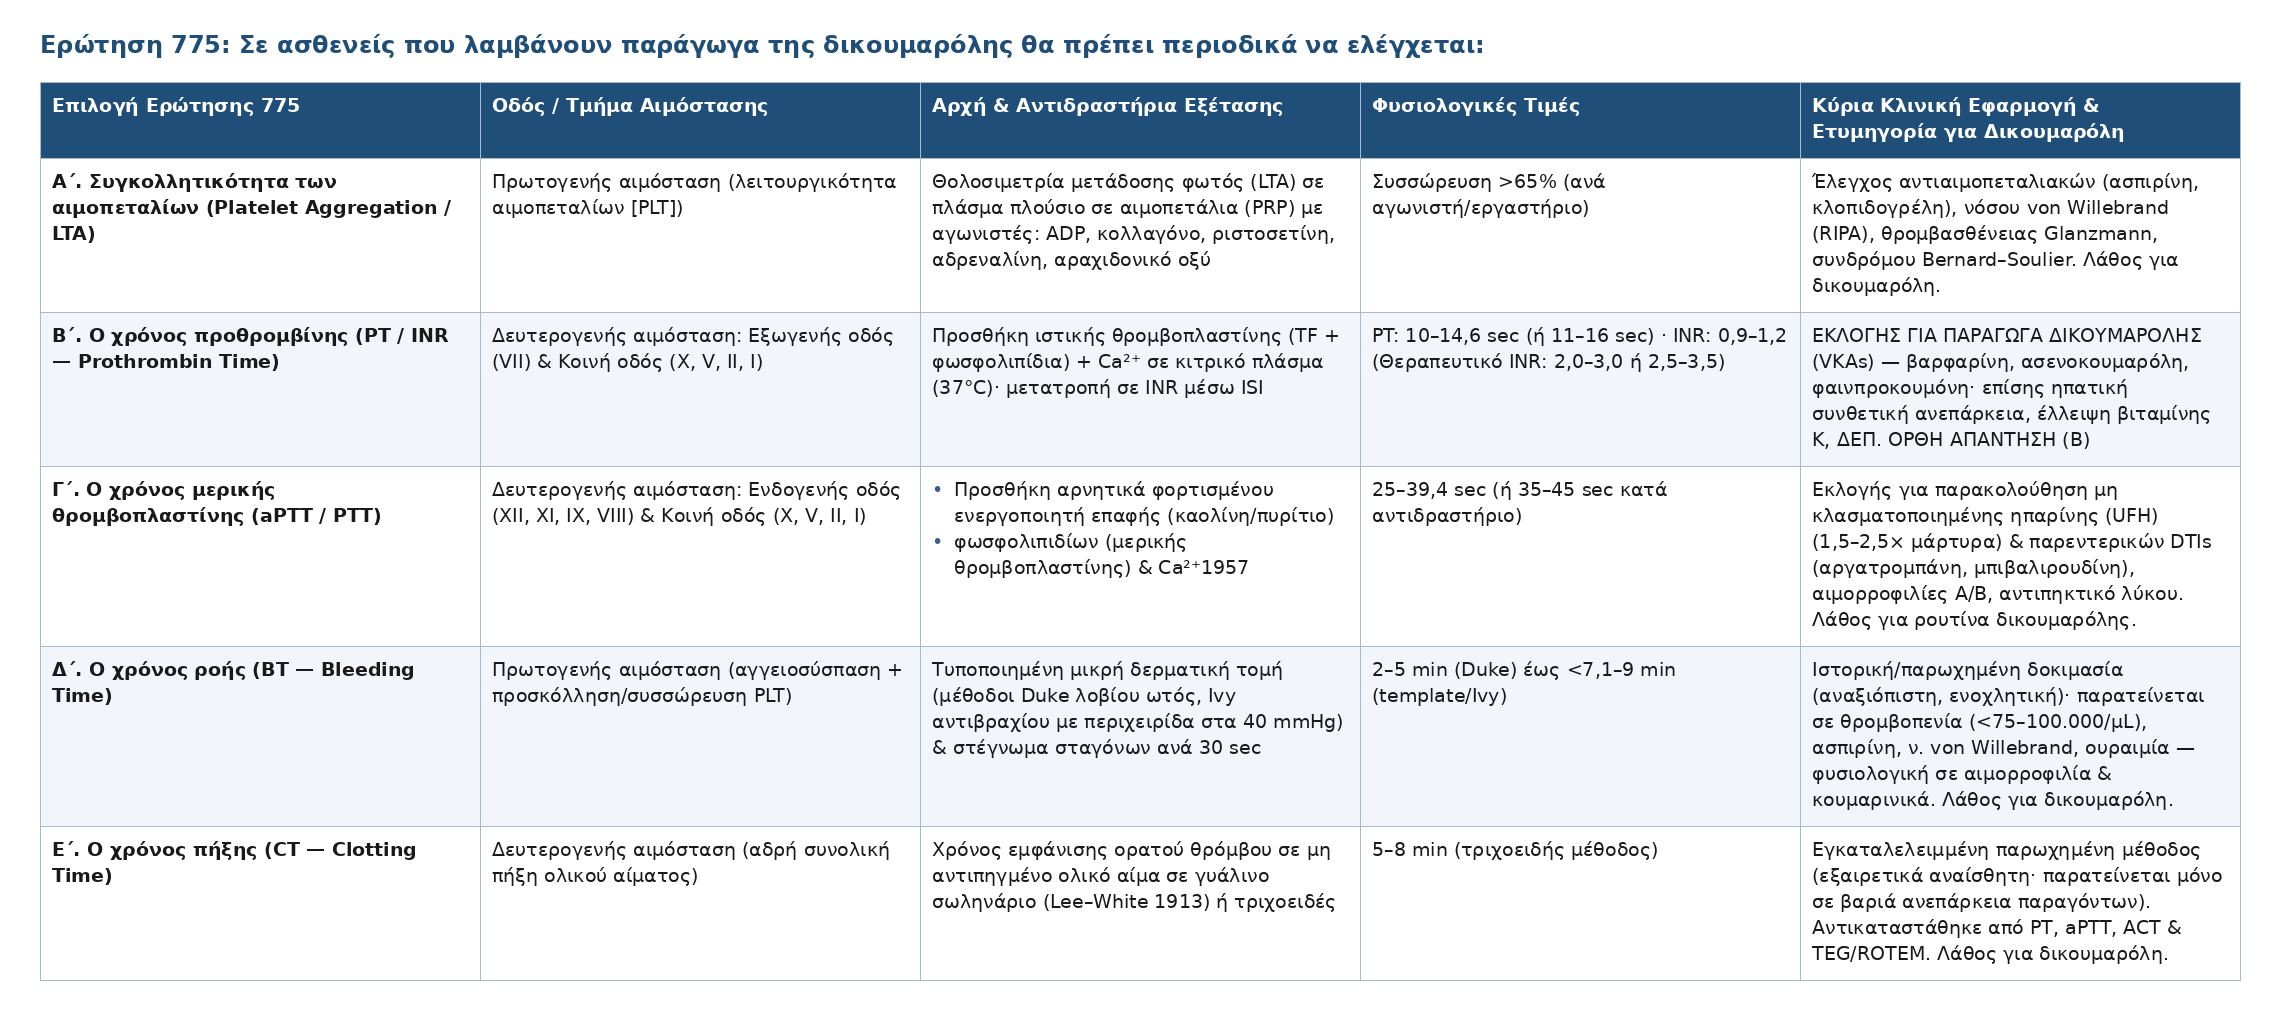 Ερώτηση 775: Σε ασθενείς που λαμβάνουν παράγωγα της δικουμαρόλης θα πρέπει περιοδικά να ελέγχεται:
Επιλογή Ερώτησης 775
Οδός / Τμήμα Αιμόστασης
Αρχή & Αντιδραστήρια Εξέτασης
Φυσιολογικές Τιμές
Κύρια Κλινική Εφαρμογή &
Ετυμηγορία για Δικουμαρόλη
Α΄. Συγκολλητικότητα των
αιμοπεταλίων (Platelet Aggregation /
LTA)
Πρωτογενής αιμόσταση (λειτουργικότητα
αιμοπεταλίων [PLT])
Θολοσιμετρία μετάδοσης φωτός (LTA) σε
πλάσμα πλούσιο σε αιμοπετάλια (PRP) με
αγωνιστές: ADP, κολλαγόνο, ριστοσετίνη,
αδρεναλίνη, αραχιδονικό οξύ
Συσσώρευση >65% (ανά
αγωνιστή/εργαστήριο)
Έλεγχος αντιαιμοπεταλιακών (ασπιρίνη,
κλοπιδογρέλη), νόσου von Willebrand
(RIPA), θρομβασθένειας Glanzmann,
συνδρόμου Bernard–Soulier. Λάθος για
δικουμαρόλη.
Β΄. Ο χρόνος προθρομβίνης (PT / INR
— Prothrombin Time)
Δευτερογενής αιμόσταση: Εξωγενής οδός
(VII) & Κοινή οδός (X, V, II, I)
Προσθήκη ιστικής θρομβοπλαστίνης (TF +
φωσφολιπίδια) + Ca²⁺ σε κιτρικό πλάσμα
(37°C)· μετατροπή σε INR μέσω ISI
PT: 10–14,6 sec (ή 11–16 sec) · INR: 0,9–1,2
(Θεραπευτικό INR: 2,0–3,0 ή 2,5–3,5)
ΕΚΛΟΓΗΣ ΓΙΑ ΠΑΡΑΓΩΓΑ ΔΙΚΟΥΜΑΡΟΛΗΣ
(VKAs) — βαρφαρίνη, ασενοκουμαρόλη,
φαινπροκουμόνη· επίσης ηπατική
συνθετική ανεπάρκεια, έλλειψη βιταμίνης
Κ, ΔΕΠ. ΟΡΘΗ ΑΠΑΝΤΗΣΗ (Β)
Γ΄. Ο χρόνος μερικής
θρομβοπλαστίνης (aPTT / PTT)
Δευτερογενής αιμόσταση: Ενδογενής οδός
(XII, XI, IX, VIII) & Κοινή οδός (X, V, II, I)
• Προσθήκη αρνητικά φορτισμένου
ενεργοποιητή επαφής (καολίνη/πυρίτιο)
• φωσφολιπιδίων (μερικής
θρομβοπλαστίνης) & Ca²⁺1957
25–39,4 sec (ή 35–45 sec κατά
αντιδραστήριο)
Εκλογής για παρακολούθηση μη
κλασματοποιημένης ηπαρίνης (UFH)
(1,5–2,5× μάρτυρα) & παρεντερικών DTIs
(αργατρομπάνη, μπιβαλιρουδίνη),
αιμορροφιλίες Α/Β, αντιπηκτικό λύκου.
Λάθος για ρουτίνα δικουμαρόλης.
Δ΄. Ο χρόνος ροής (BT — Bleeding
Time)
Πρωτογενής αιμόσταση (αγγειοσύσπαση +
προσκόλληση/συσσώρευση PLT)
Τυποποιημένη μικρή δερματική τομή
(μέθοδοι Duke λοβίου ωτός, Ivy
αντιβραχίου με περιχειρίδα στα 40 mmHg)
& στέγνωμα σταγόνων ανά 30 sec
2–5 min (Duke) έως <7,1–9 min
(template/Ivy)
Ιστορική/παρωχημένη δοκιμασία
(αναξιόπιστη, ενοχλητική)· παρατείνεται
σε θρομβοπενία (<75–100.000/μL),
ασπιρίνη, ν. von Willebrand, ουραιμία —
φυσιολογική σε αιμορροφιλία &
κουμαρινικά. Λάθος για δικουμαρόλη.
Ε΄. Ο χρόνος πήξης (CT — Clotting
Time)
Δευτερογενής αιμόσταση (αδρή συνολική
πήξη ολικού αίματος)
Χρόνος εμφάνισης ορατού θρόμβου σε μη
αντιπηγμένο ολικό αίμα σε γυάλινο
σωληνάριο (Lee–White 1913) ή τριχοειδές
5–8 min (τριχοειδής μέθοδος)
Εγκαταλελειμμένη παρωχημένη μέθοδος
(εξαιρετικά αναίσθητη· παρατείνεται μόνο
σε βαριά ανεπάρκεια παραγόντων).
Αντικαταστάθηκε από PT, aPTT, ACT &
TEG/ROTEM. Λάθος για δικουμαρόλη.